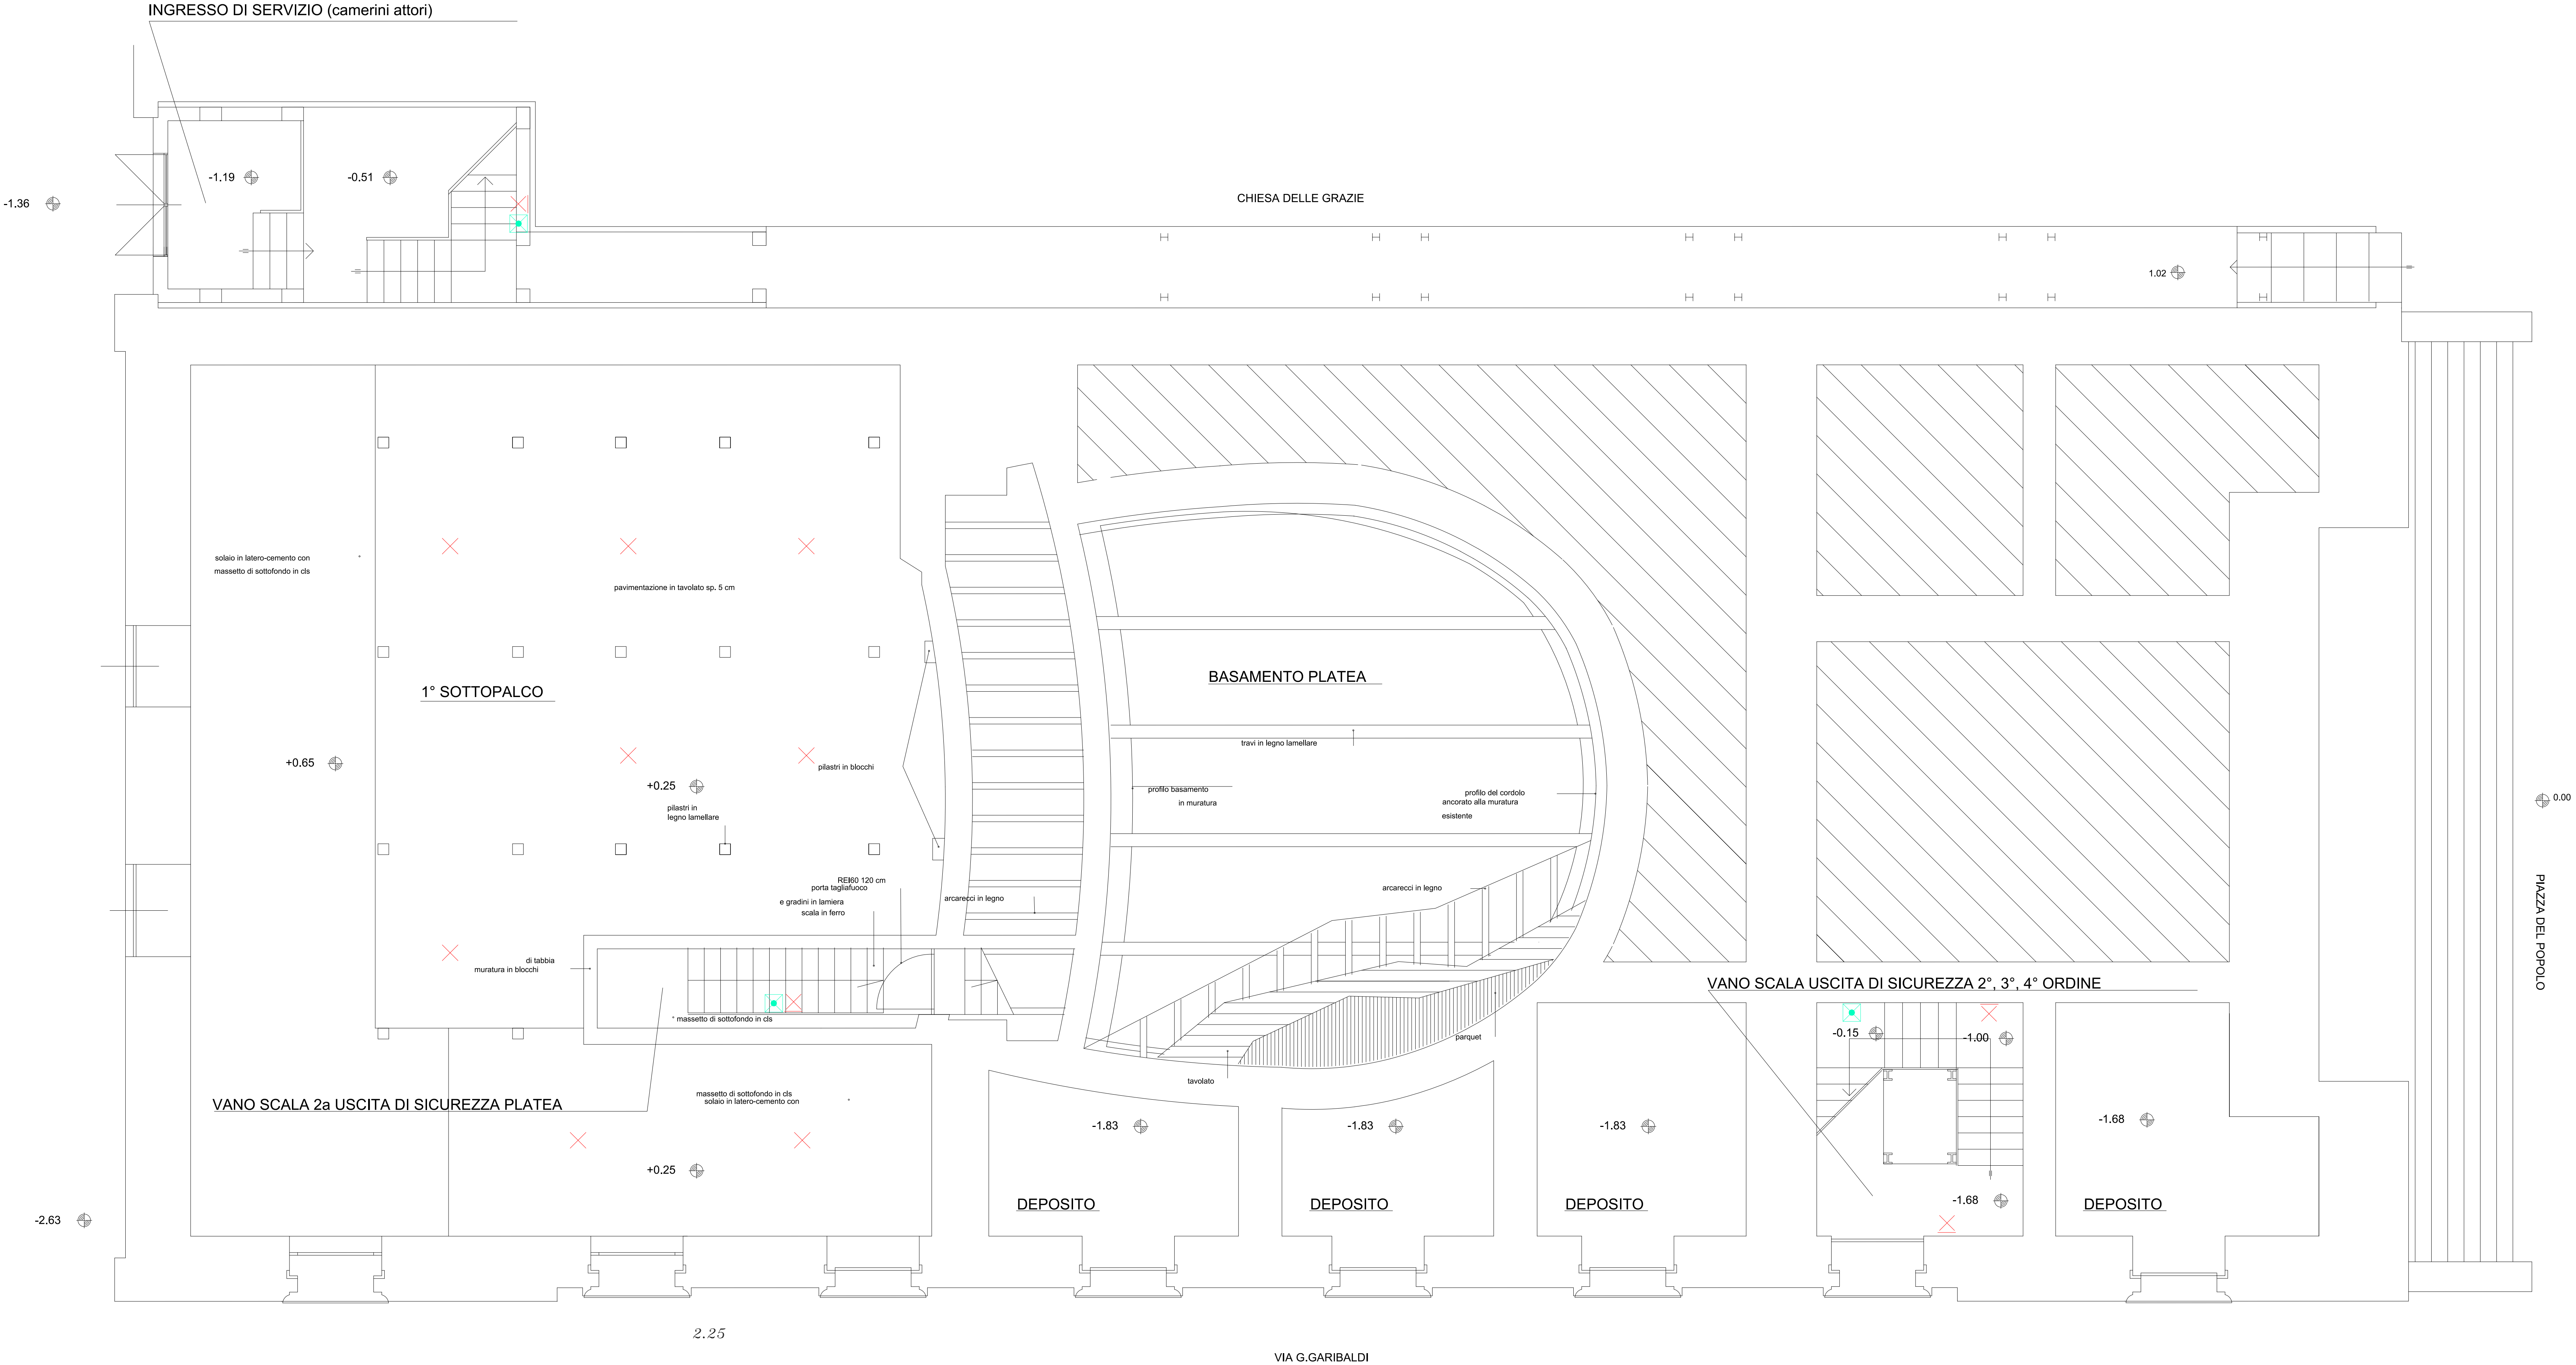 INGRESSO DI SERVIZIO (camerini attori)
-1.19
-0.51
-1.36
CHIESA DELLE GRAZIE
1.02
solaio in latero-cemento con
massetto di sottofondo in cls
pavimentazione in tavolato sp. 5 cm
1° SOTTOPALCO
BASAMENTO PLATEA
travi in legno lamellare
+0.65
pilastri in blocchi
+0.25
pilastri in
legno lamellare
profilo basamento
in muratura
profilo del cordolo
ancorato alla muratura
esistente
0.00
PIAZZA DEL POPOLO
REI60 120 cm
porta tagliafuoco
e gradini in lamiera
scala in ferro
arcarecci in legno
arcarecci in legno
di tabbia
muratura in blocchi
* massetto di sottofondo in cls
VANO SCALA USCITA DI SICUREZZA 2°, 3°, 4° ORDINE
-0.15
-1.00
parquet
tavolato
VANO SCALA 2a USCITA DI SICUREZZA PLATEA
massetto di sottofondo in cls
solaio in latero-cemento con
*
*
-1.83
-1.83
-1.83
-1.68
+0.25
-1.68
DEPOSITO
DEPOSITO
DEPOSITO
DEPOSITO
-2.63
2.25
VIA G.GARIBALDI